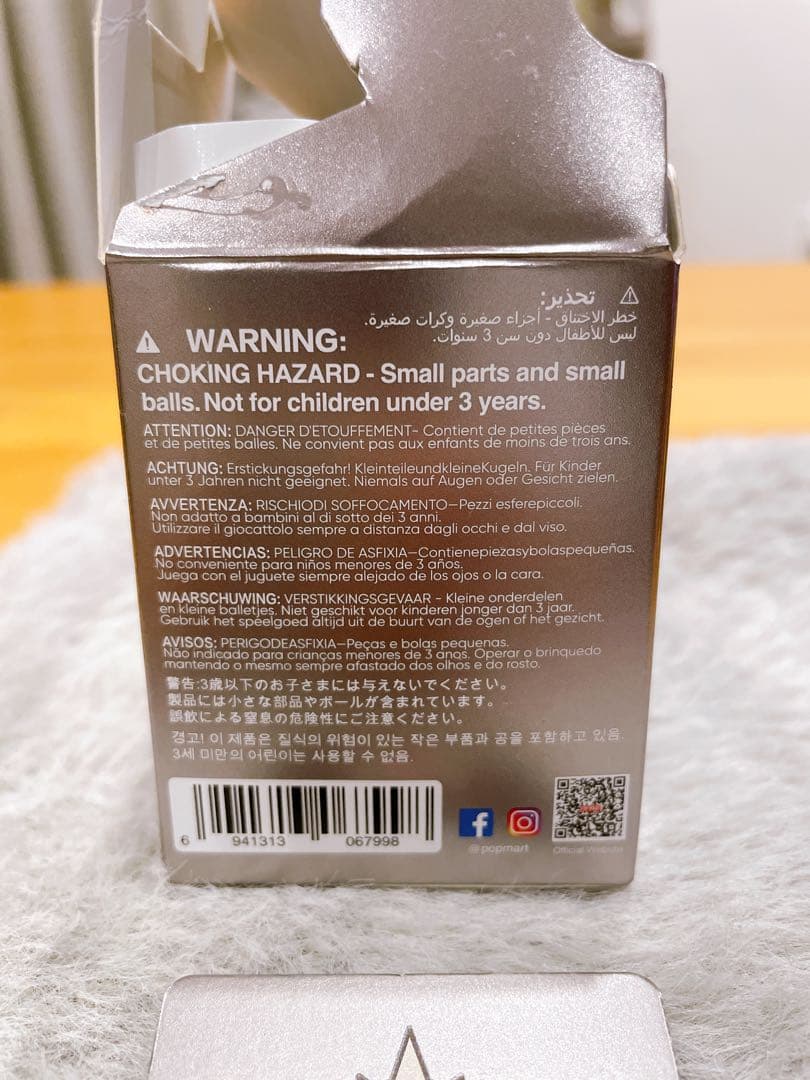 تحذير:
خطر الاختناق - أجزاء صغيرة وكرات صغيرة.
ليس للأطفال دون سن 3 سنوات.
WARNING:
CHOKING HAZARD - Small parts and small
balls. Not for children under 3 years.
ATTENTION: DANGER D'ETOUFFEMENT- Contient de petites pièces
et de petites balles. Ne convient pas aux enfants de moins de trois ans.
ACHTUNG: Erstickungsgefahr! KleinteileundkleineKugeln. Für Kinder
unter 3 Jahren nicht geeignet. Niemals auf Augen oder Gesicht zielen.
AVVERTENZA: RISCHIODI SOFFOCAMENTO—Pezzi esferepiccoli.
Non adatto a bambini al di sotto dei 3 anni.
Utilizzare il giocattolo sempre a distanza dagli occhi e dal viso.
ADVERTENCIAS: PELIGRO DE ASFIXIA—Contienepiezasybolaspequeñas.
No conveniente para niños menores de 3 años.
Juega con el juguete siempre alejado de los ojos o la cara.
WAARSCHUWING: VERSTIKKINGSGEVAAR - Kleine onderdelen
en kleine balletjes. Niet geschikt voor kinderen jonger dan 3 jaar.
Gebruik het speelgoed altijd uit de buurt van de ogen of het gezicht.
AVISOS: PERIGODEASFIXIA—Peças e bolas pequenas.
Não indicado para crianças menores de 3 anos. Operar o brinquedo
mantendo o mesmo sempre afastado dos olhos e do rosto.
警告:3歳以下のお子さまには与えないでください。
製品には小さな部品やボールが含まれています。
誤飲による窒息の危険性にご注意ください。
경고! 이 제품은 질식의 위험이 있는 작은 부품과 공을 포함하고 있음.
3세 미만의 어린이는 사용할 수 없음.
6 941313 067998
@popmart
Official Website